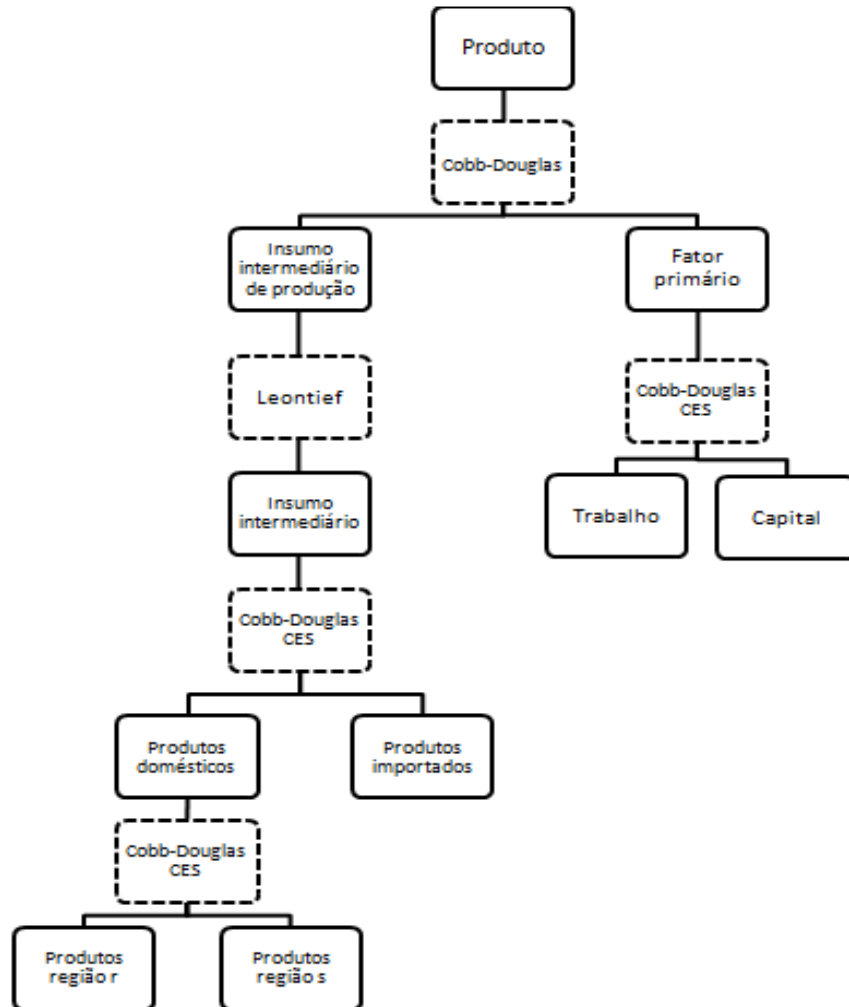 Produto
Cobb-Douglas
Insumo
intermediário
de produção
Fator
primário
Leontief
Cobb-Douglas
CES
Insumo
intermediário
Trabalho
Capital
Cobb-Douglas
CES
Produtos
domésticos
Produtos
importados
Cobb-Douglas
CES
Produtos
região r
Produtos
região s